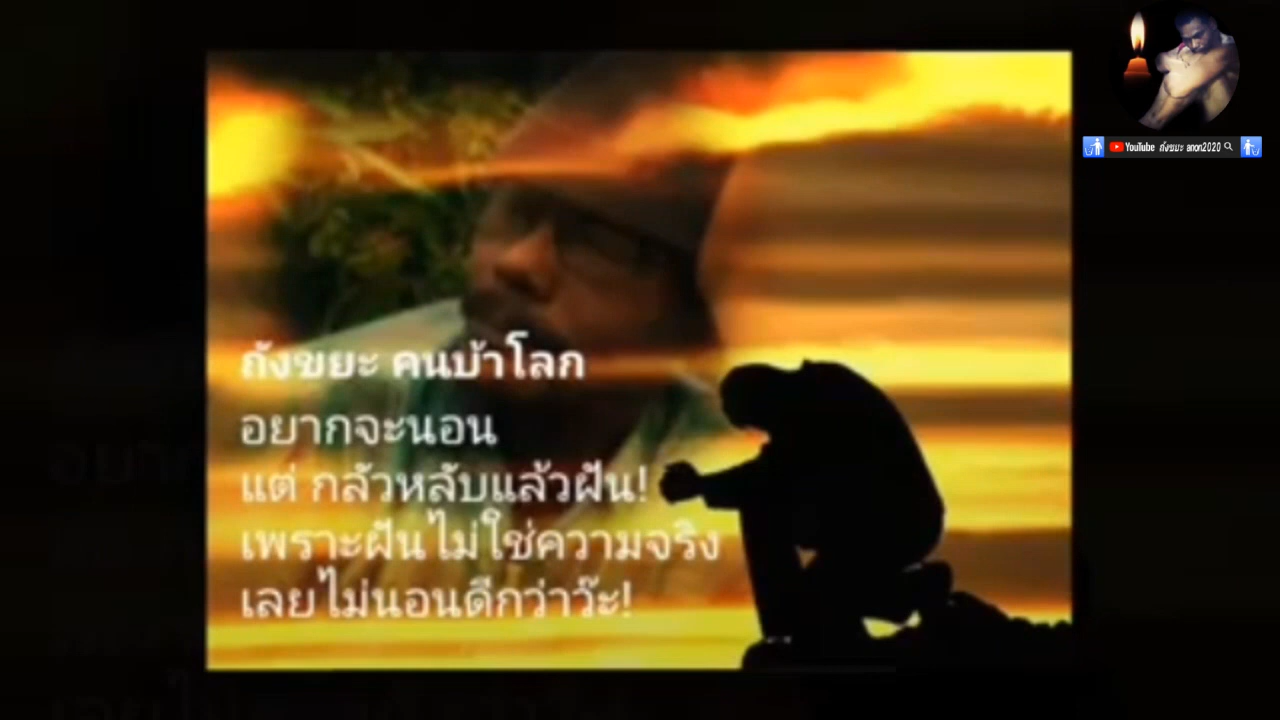 YouTube ถังขยะ anon2020
ถังขยะ คนบ้าโลก
อยากจะนอน
แต่ กลัวหลับแล้วฝัน!
เพราะฝันไม่ใช่ความจริง
เลยไม่นอนดีกว่าว๊ะ!